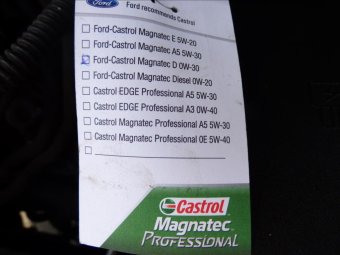 Ford
Ford recommends Castrol
Ford-Castrol Magnatec E 5W-20
Ford-Castrol Magnatec A5 5W-30
Ford-Castrol Magnatec D 0W-30
Ford-Castrol Magnatec Diesel 0W-20
Castrol EDGE Professional A5 5W-30
Castrol EDGE Professional A3 0W-40
Castrol Magnatec Professional A5 5W-30
Castrol Magnatec Professional OE 5W-40
Castrol
MAGNATEC
PROFESSIONAL